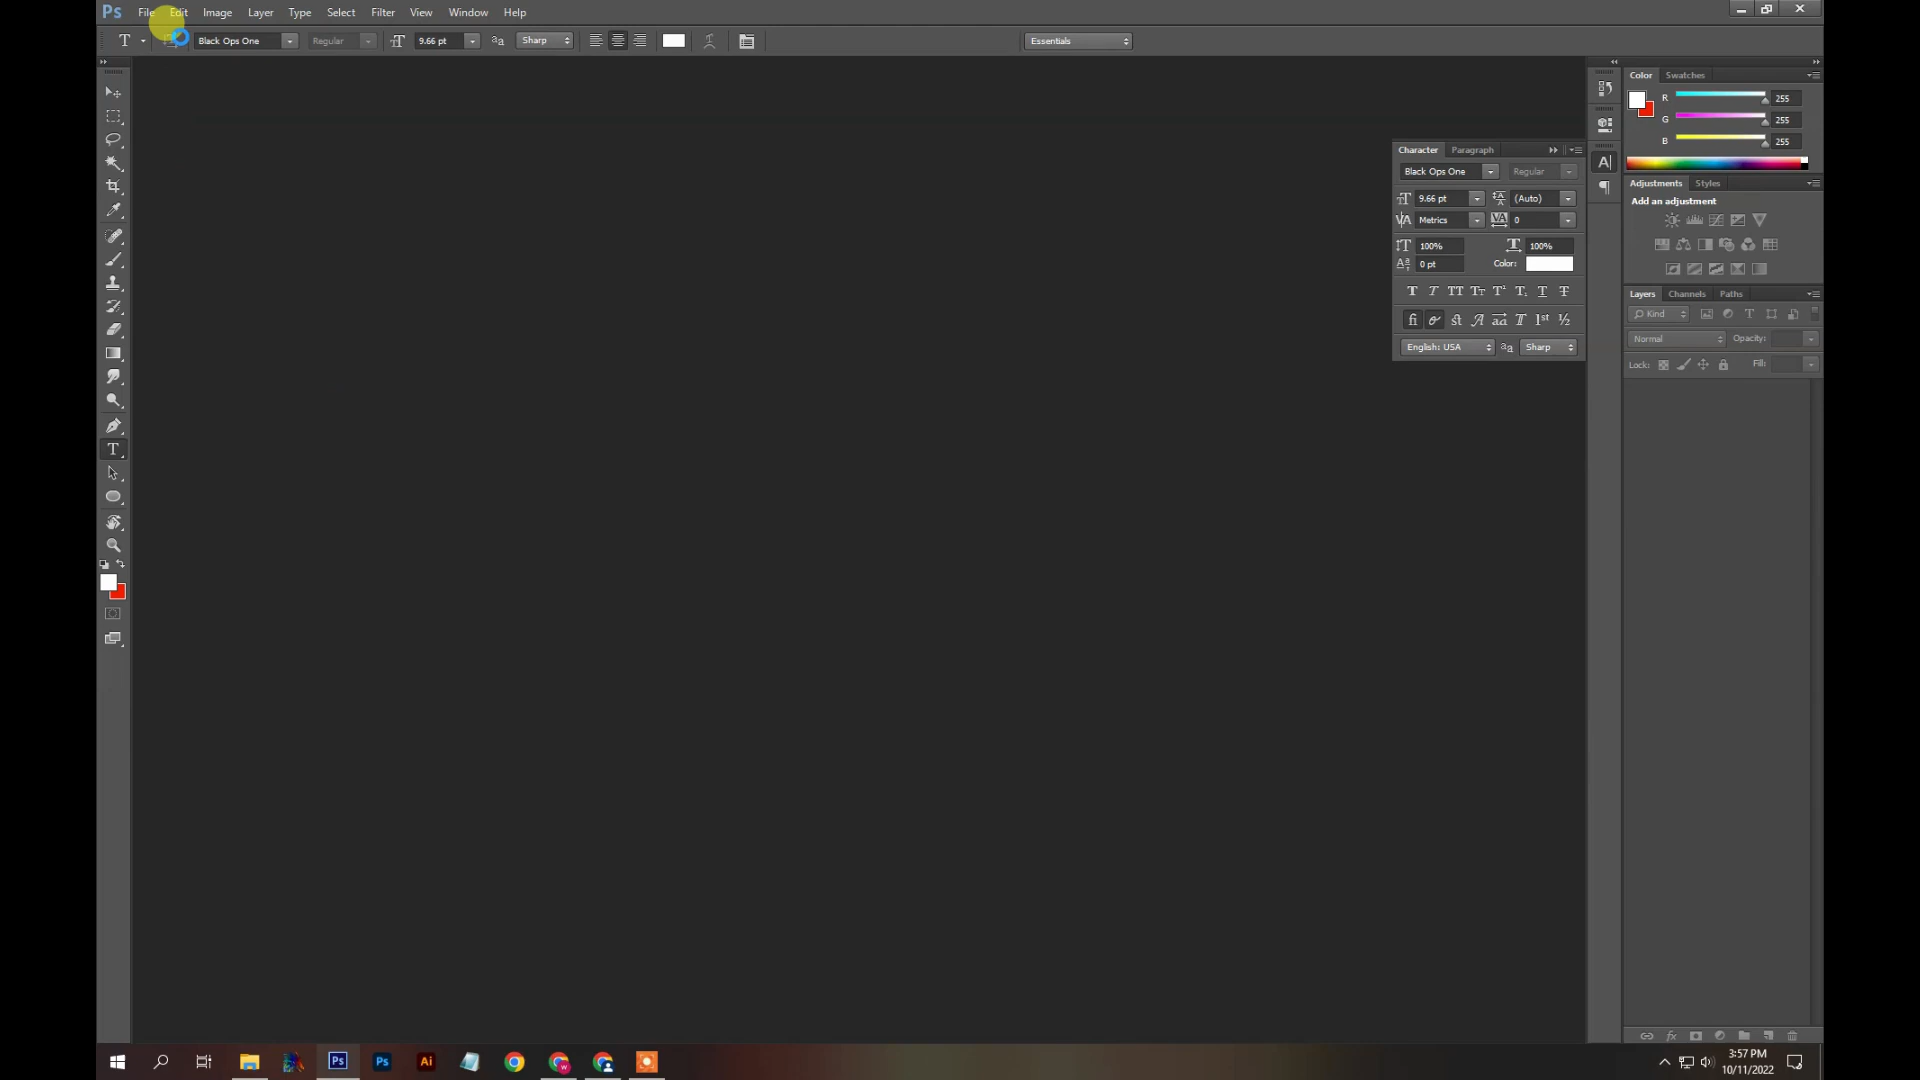 Ps File Edit Image Layer Type Select Filter View Window Help
T Black Ops One Regular 9.66 pt Sharp Essentials
Color Swatches
R 255
G 255
B 255
Character Paragraph
Black Ops One Regular
9.66 pt (Auto)
Metrics 0
100% 100%
0 pt Color:
English: USA Sharp
Adjustments Styles
Add an adjustment
Layers Channels Paths
Kind
Normal Opacity:
Lock: Fill:
Ps Ps Ai
3:57 PM
10/11/2022